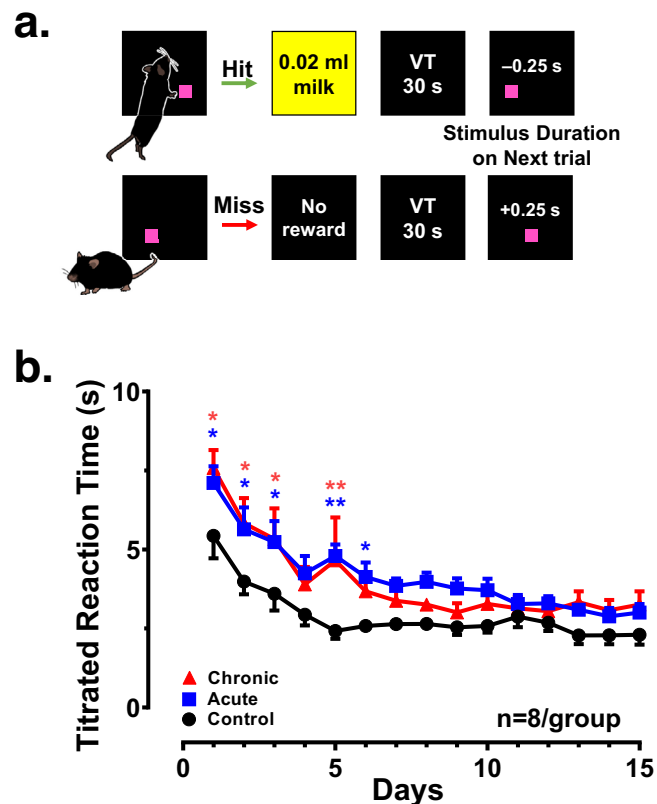 a.
Hit
0.02 ml
milk
VT
30 s
–0.25 s
Stimulus Duration
on Next trial
Miss
No
reward
VT
30 s
+0.25 s
b.
Titrated Reaction Time (s)
10
5
0
*
*
*
*
*
*
**
**
*
Chronic
Acute
Control
n=8/group
0
5
10
15
Days